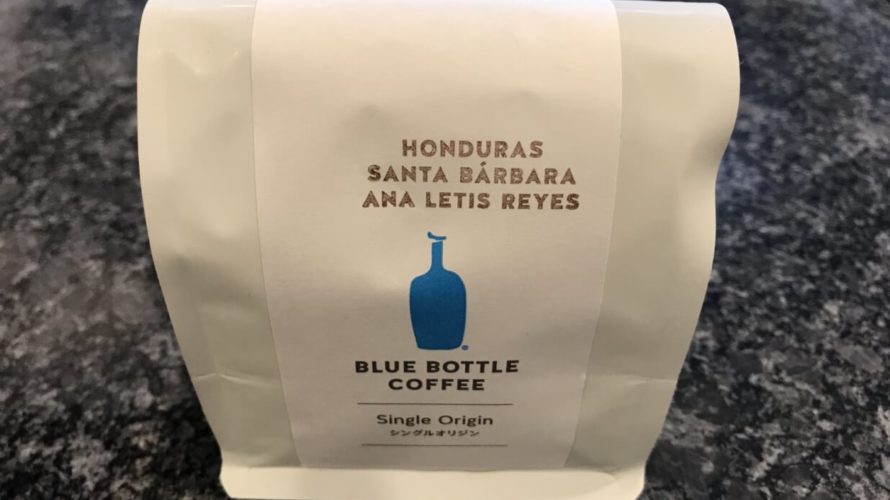 HONDURAS
SANTA BÁRBARA
ANA LETIS REYES
BLUE BOTTLE
COFFEE
Single Origin
シングルオリジン